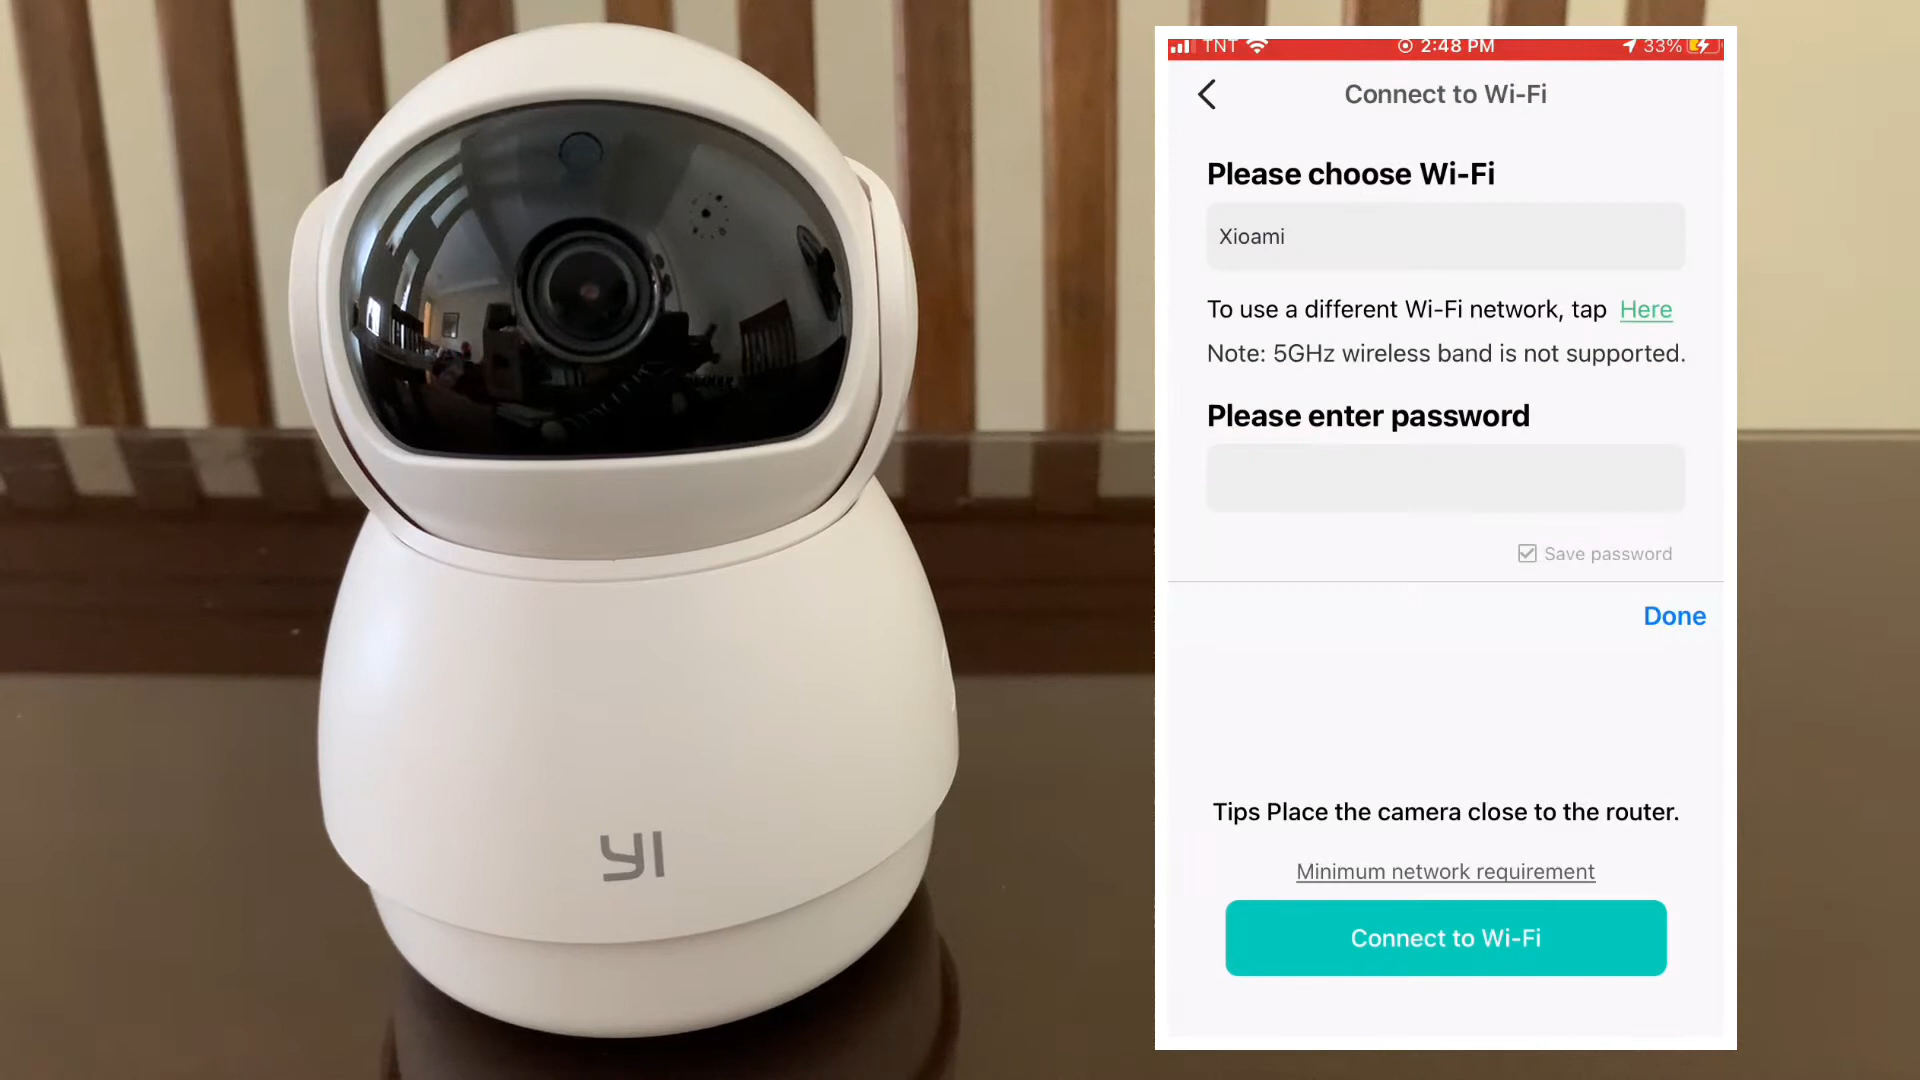 YI
TNT 2:48 PM 33%
Connect to Wi-Fi
Please choose Wi-Fi
Xioami
To use a different Wi-Fi network, tap Here
Note: 5GHz wireless band is not supported.
Please enter password
Save password
Done
Tips Place the camera close to the router.
Minimum network requirement
Connect to Wi-Fi